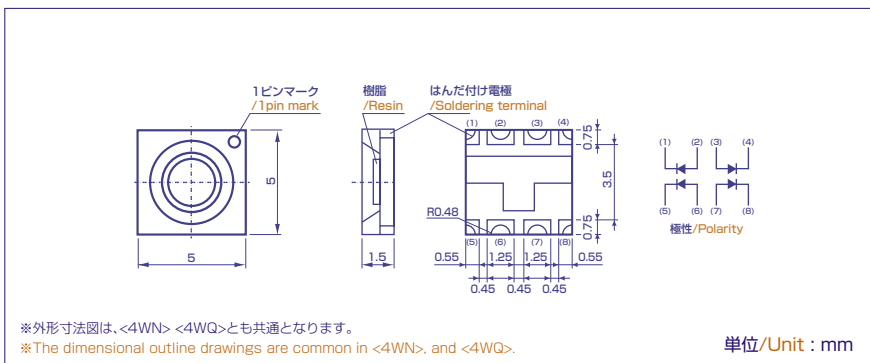 1ピンマーク
/1pin mark
樹脂
/Resin
はんだ付け電極
/Soldering terminal
(1) (2) (3) (4)
0.75
5
3.5
R0.48
0.75
(5) (6) (7) (8)
5
1.5
0.55 1.25 1.25 0.55
0.45 0.45 0.45
(1) (2) (3) (4)
(5) (6) (7) (8)
極性/Polarity
※外形寸法図は、<4WN> <4WQ>とも共通となります。
※The dimensional outline drawings are common in <4WN>, and <4WQ>.
単位/Unit : mm